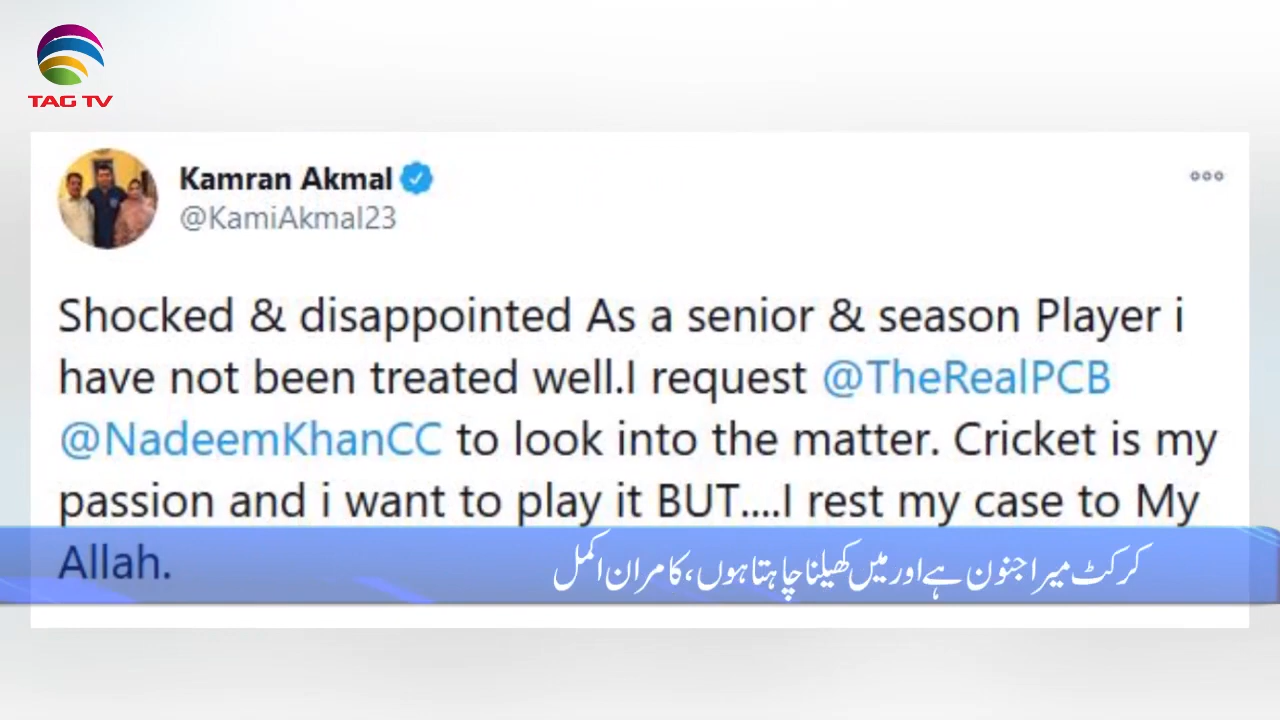 TAG TV
Kamran Akmal
@KamiAkmal23
Shocked & disappointed As a senior & season Player i
have not been treated well.I request @TheRealPCB
@NadeemKhanCC to look into the matter. Cricket is my
passion and i want to play it BUT....I rest my case to My
Allah.
کرکٹ میرا جنون ہے اور میں کھیلنا چاہتا ہوں، کامران اکمل